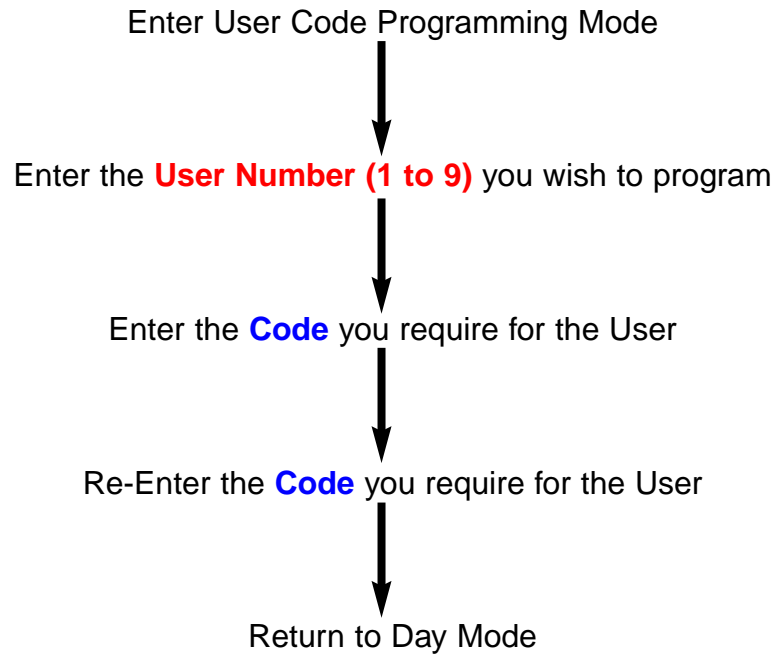 Enter User Code Programming Mode
Enter the User Number (1 to 9) you wish to program
Enter the Code you require for the User
Re-Enter the Code you require for the User
Return to Day Mode